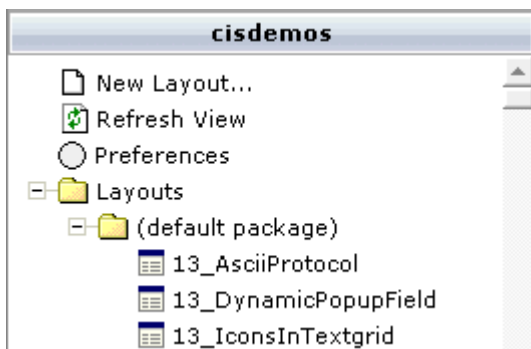 cisdemos
New Layout...
Refresh View
Preferences
Layouts
(default package)
13_AsciiProtocol
13_DynamicPopupField
13_IconsInTextgrid